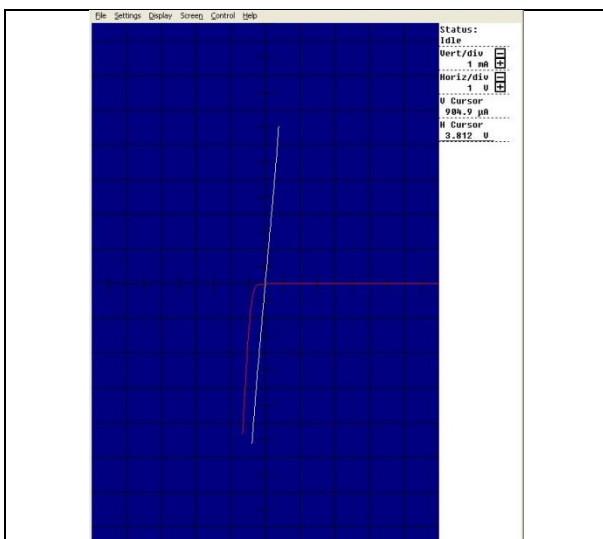 File Settings Display Screen Control Help
Status:
Idle
Vert/div
1 mA
Horiz/div
1 V
V Cursor
904.9 µA
H Cursor
3.812 V